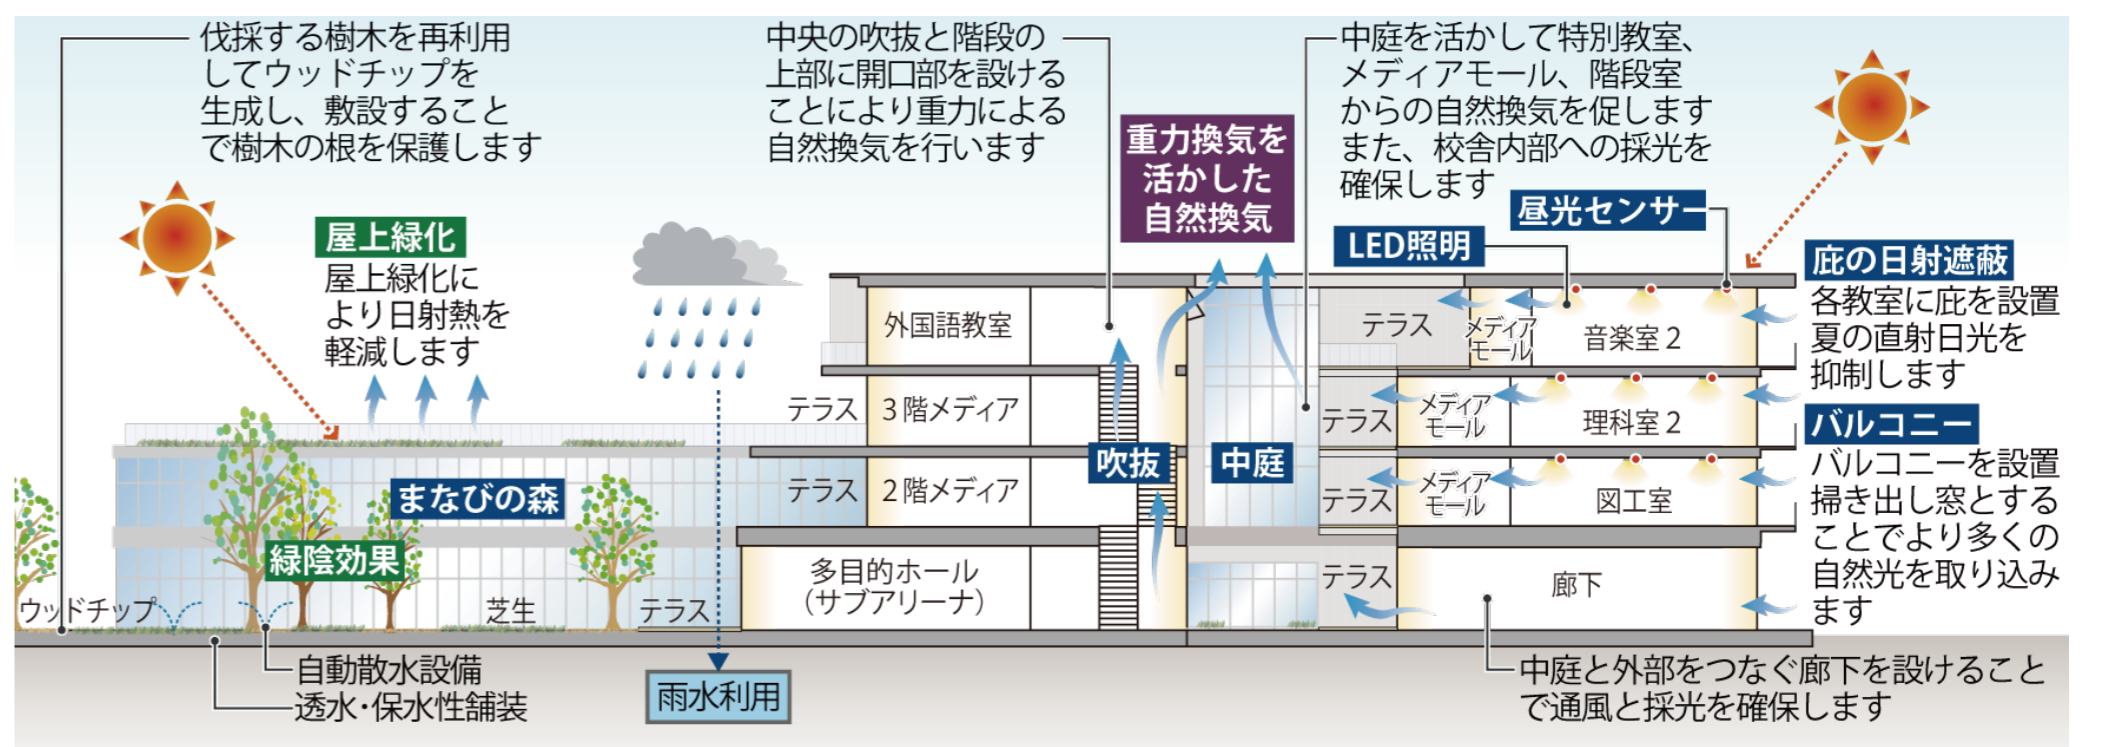 伐採する樹木を再利用
してウッドチップを
生成し、敷設すること
で樹木の根を保護します
中央の吹抜と階段の
上部に開口部を設ける
ことにより重力による
自然換気を行います
重力換気を
活かした
自然換気
中庭を活かして特別教室、
メディアモール、階段室
からの自然換気を促します
また、校舎内部への採光を
確保します
昼光センサー
LED照明
屋上緑化
屋上緑化に
より日射熱を
軽減します
庇の日射遮蔽
各教室に庇を設置
夏の直射日光を
抑制します
バルコニー
バルコニーを設置
掃き出し窓とする
ことでより多くの
自然光を取り込み
ます
外国語教室
テラス
メディア
モール
音楽室2
テラス
3階メディア
テラス
メディア
モール
理科室2
吹抜
中庭
まなびの森
テラス
2階メディア
テラス
メディア
モール
図工室
緑陰効果
多目的ホール
(サブアリーナ)
テラス
廊下
ウッドチップ
芝生
テラス
自動散水設備
透水・保水性舗装
雨水利用
中庭と外部をつなぐ廊下を設けること
で通風と採光を確保します